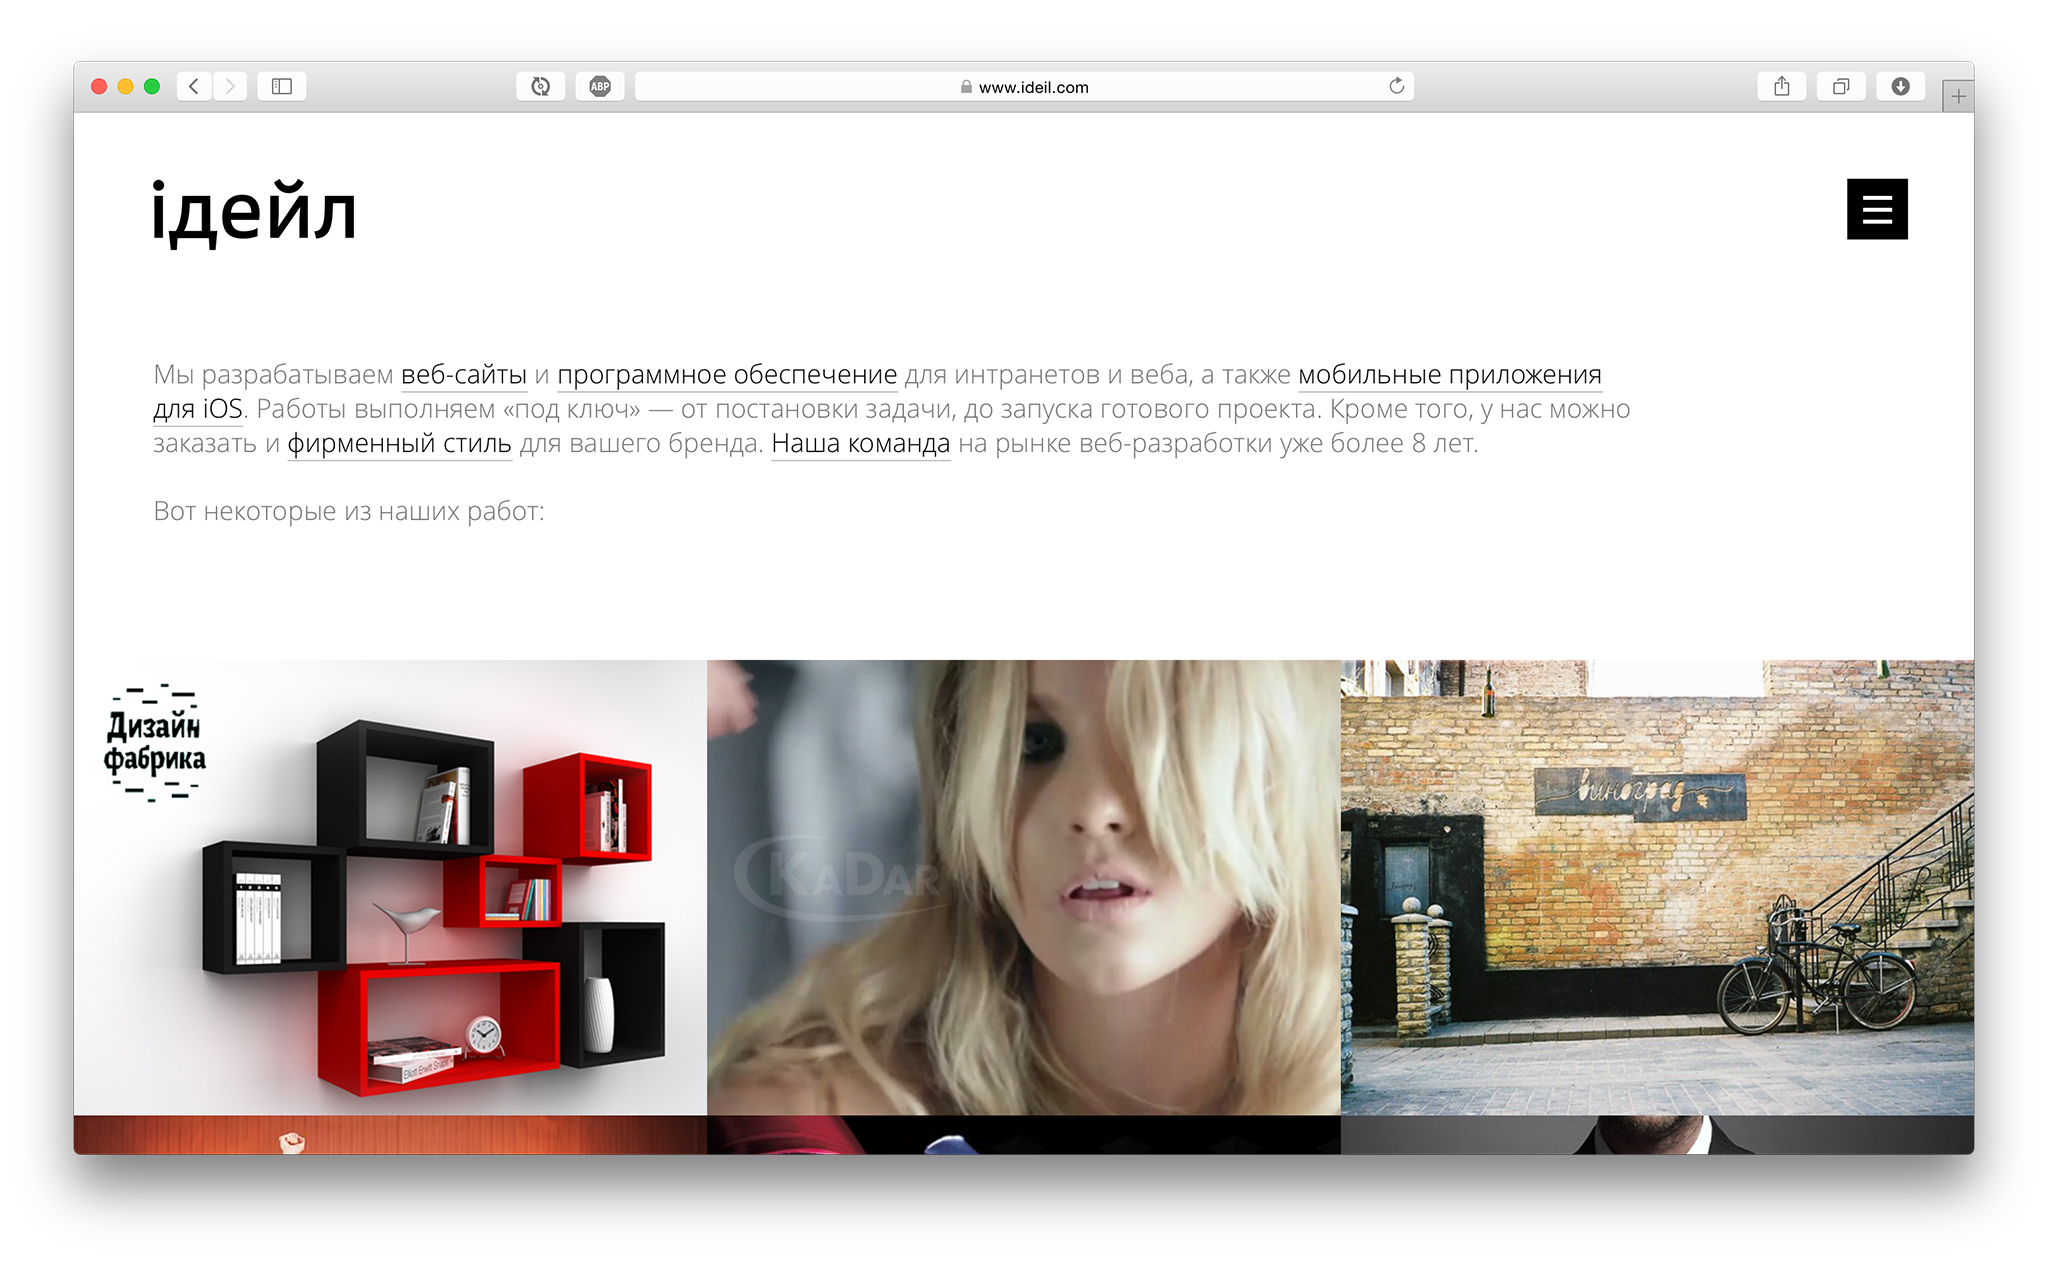 ABP
www.ideil.com
ідейл
Мы разрабатываем веб-сайты и программное обеспечение для интранетов и веба, а также мобильные приложения
для iOS. Работы выполняем «под ключ» — от постановки задачи, до запуска готового проекта. Кроме того, у нас можно
заказать и фирменный стиль для вашего бренда. Наша команда на рынке веб-разработки уже более 8 лет.
Вот некоторые из наших работ:
Дизайн
фабрика
KADAR
виноград
Elliott Erwitt Snaps